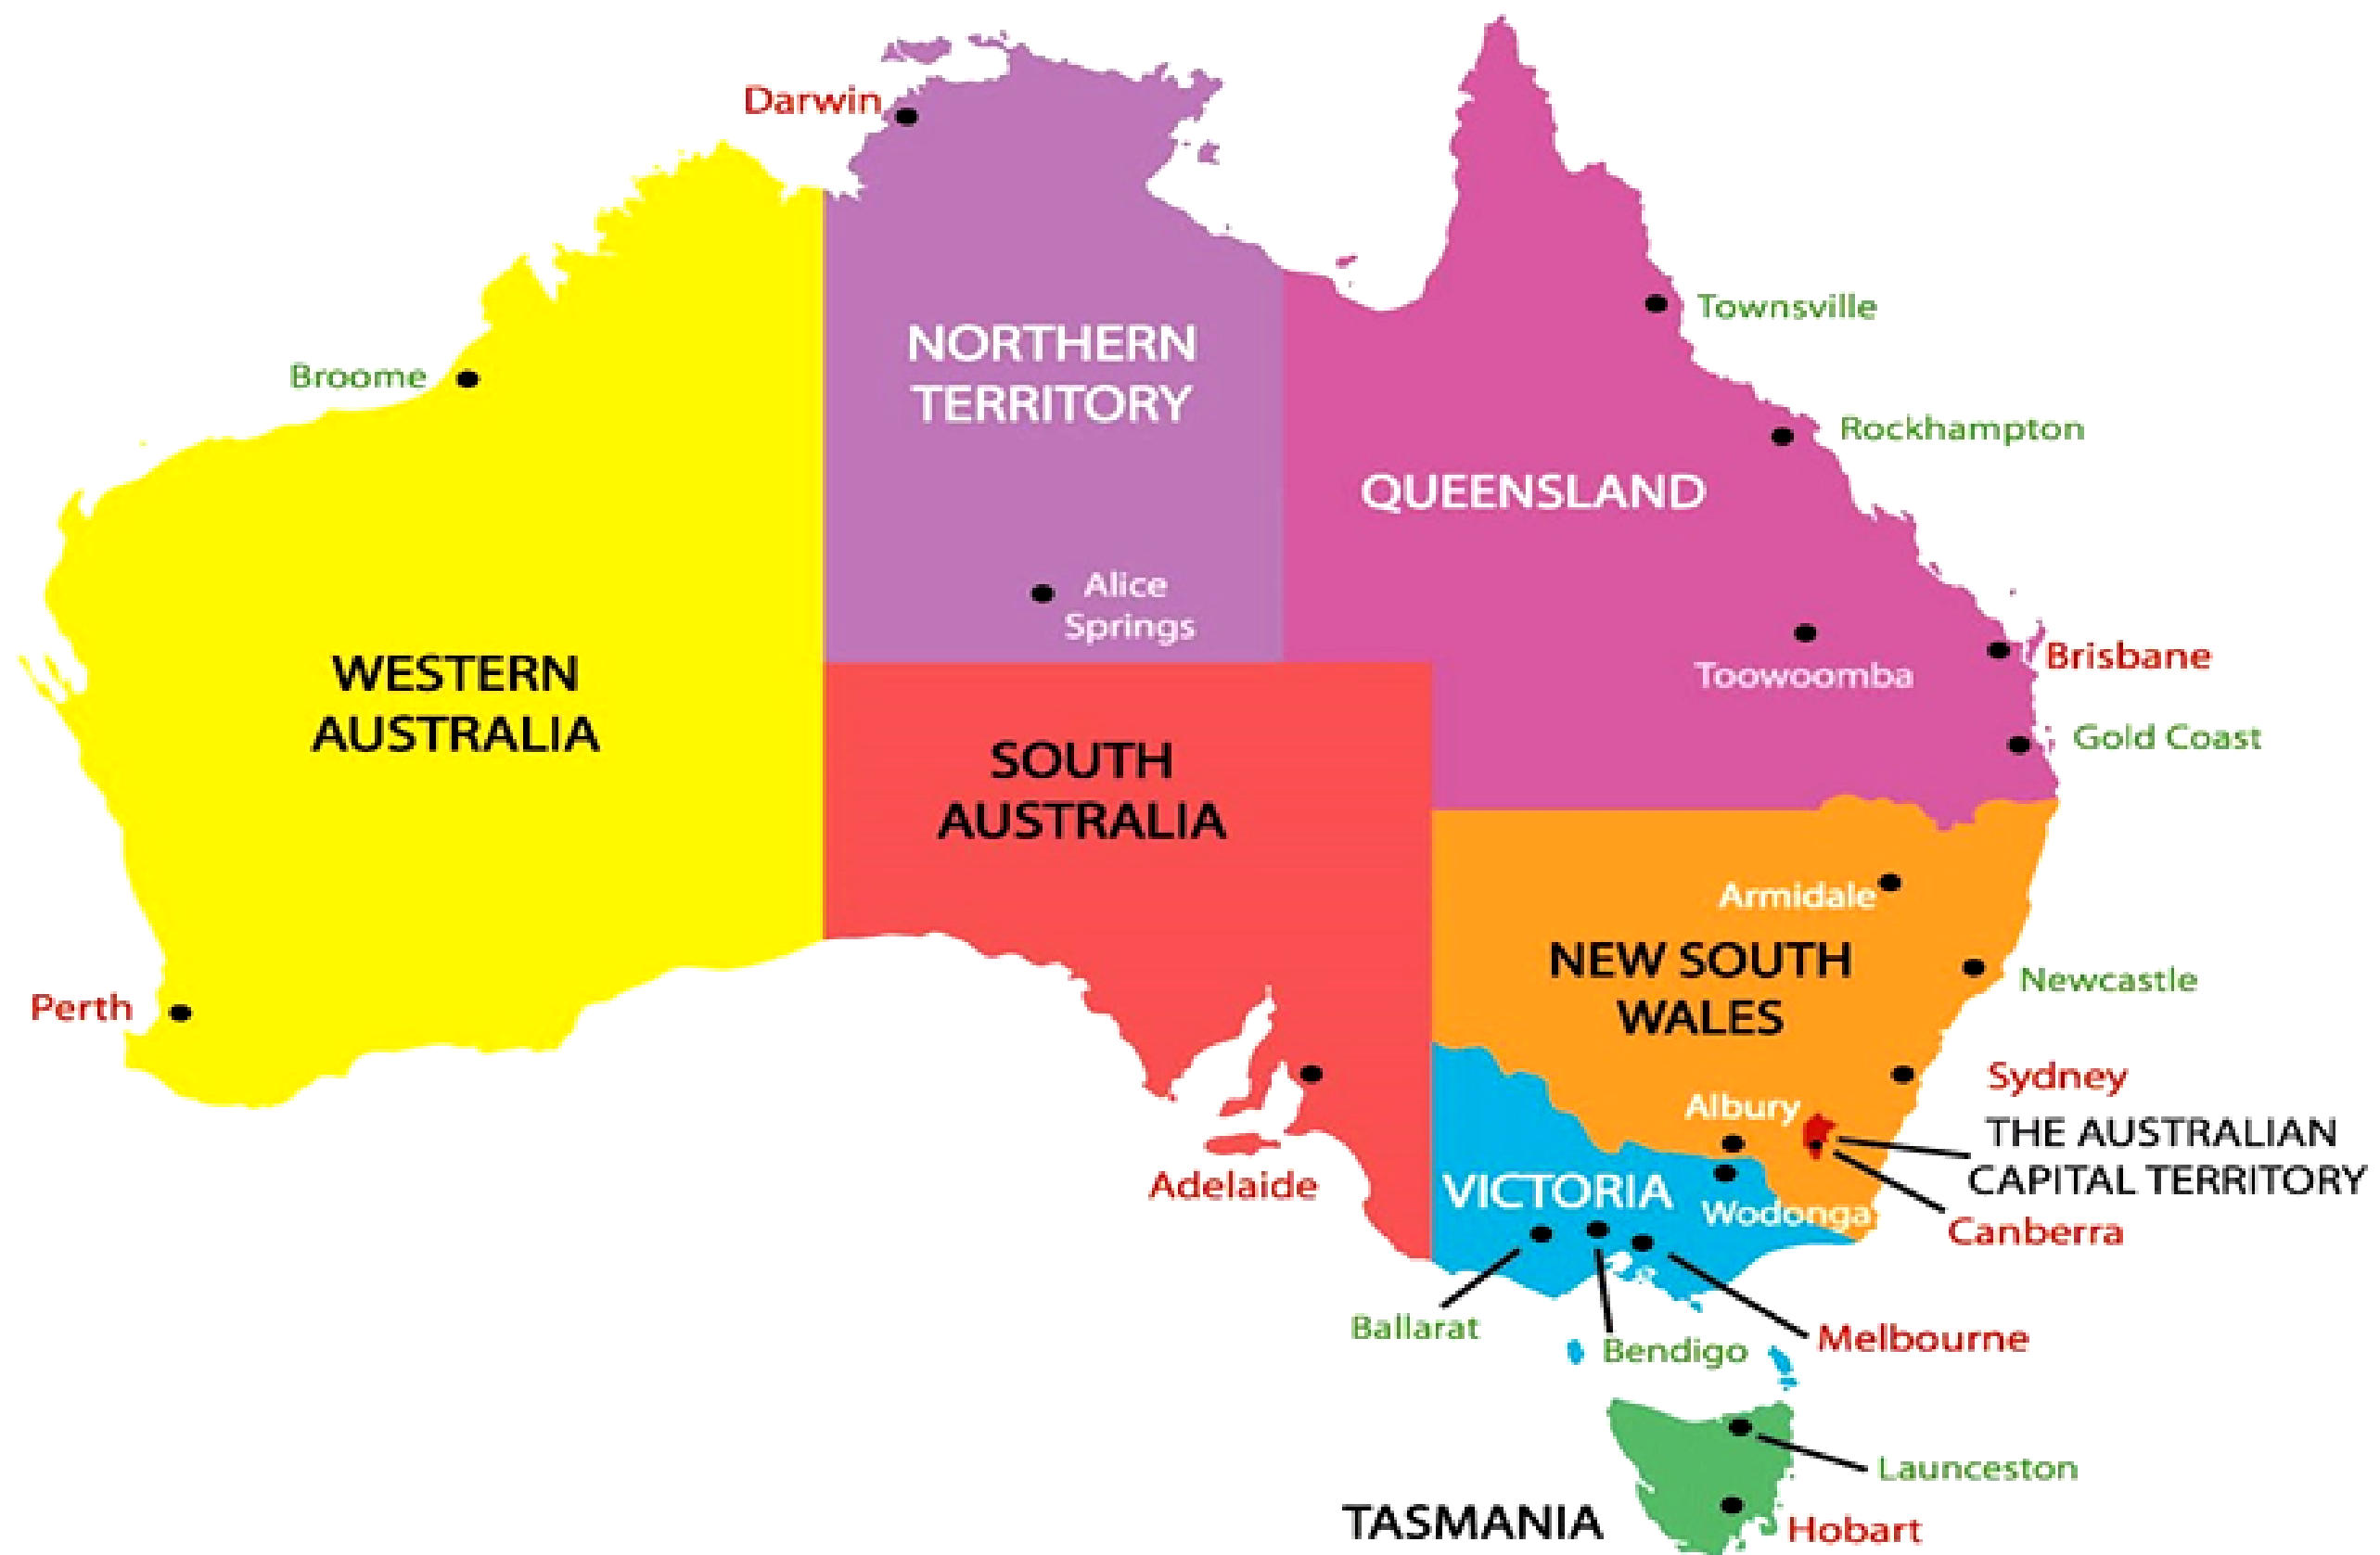 Darwin
Townsville
NORTHERN
TERRITORY
Broome
Rockhampton
QUEENSLAND
Alice
Springs
WESTERN
AUSTRALIA
Toowoomba
Brisbane
Gold Coast
SOUTH
AUSTRALIA
Armidale
NEW SOUTH
WALES
Newcastle
Perth
Sydney
Albury
THE AUSTRALIAN
CAPITAL TERRITORY
Adelaide
VICTORIA
Wodonga
Canberra
Ballarat
Bendigo
Melbourne
Launceston
TASMANIA
Hobart